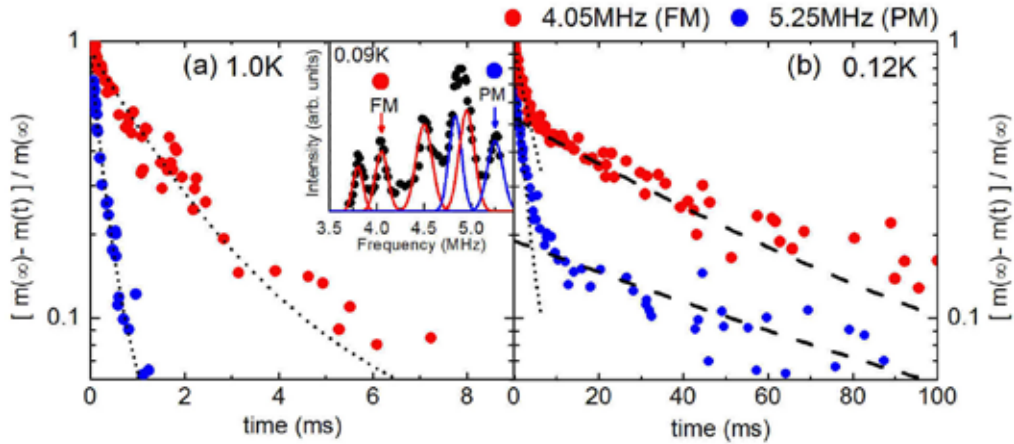 4.05MHz (FM) 5.25MHz (PM)
[ m(∞)- m(t) ] / m(∞)
1
0.1
(a) 1.0K
0 2 4 6 8
time (ms)
0.09K
FM
PM
Intensity (arb. units)
3.5 4.0 4.5 5.0
Frequency (MHz)
(b) 0.12K
0 20 40 60 80 100
time (ms)
1
0.1
[ m(∞)- m(t) ] / m(∞)